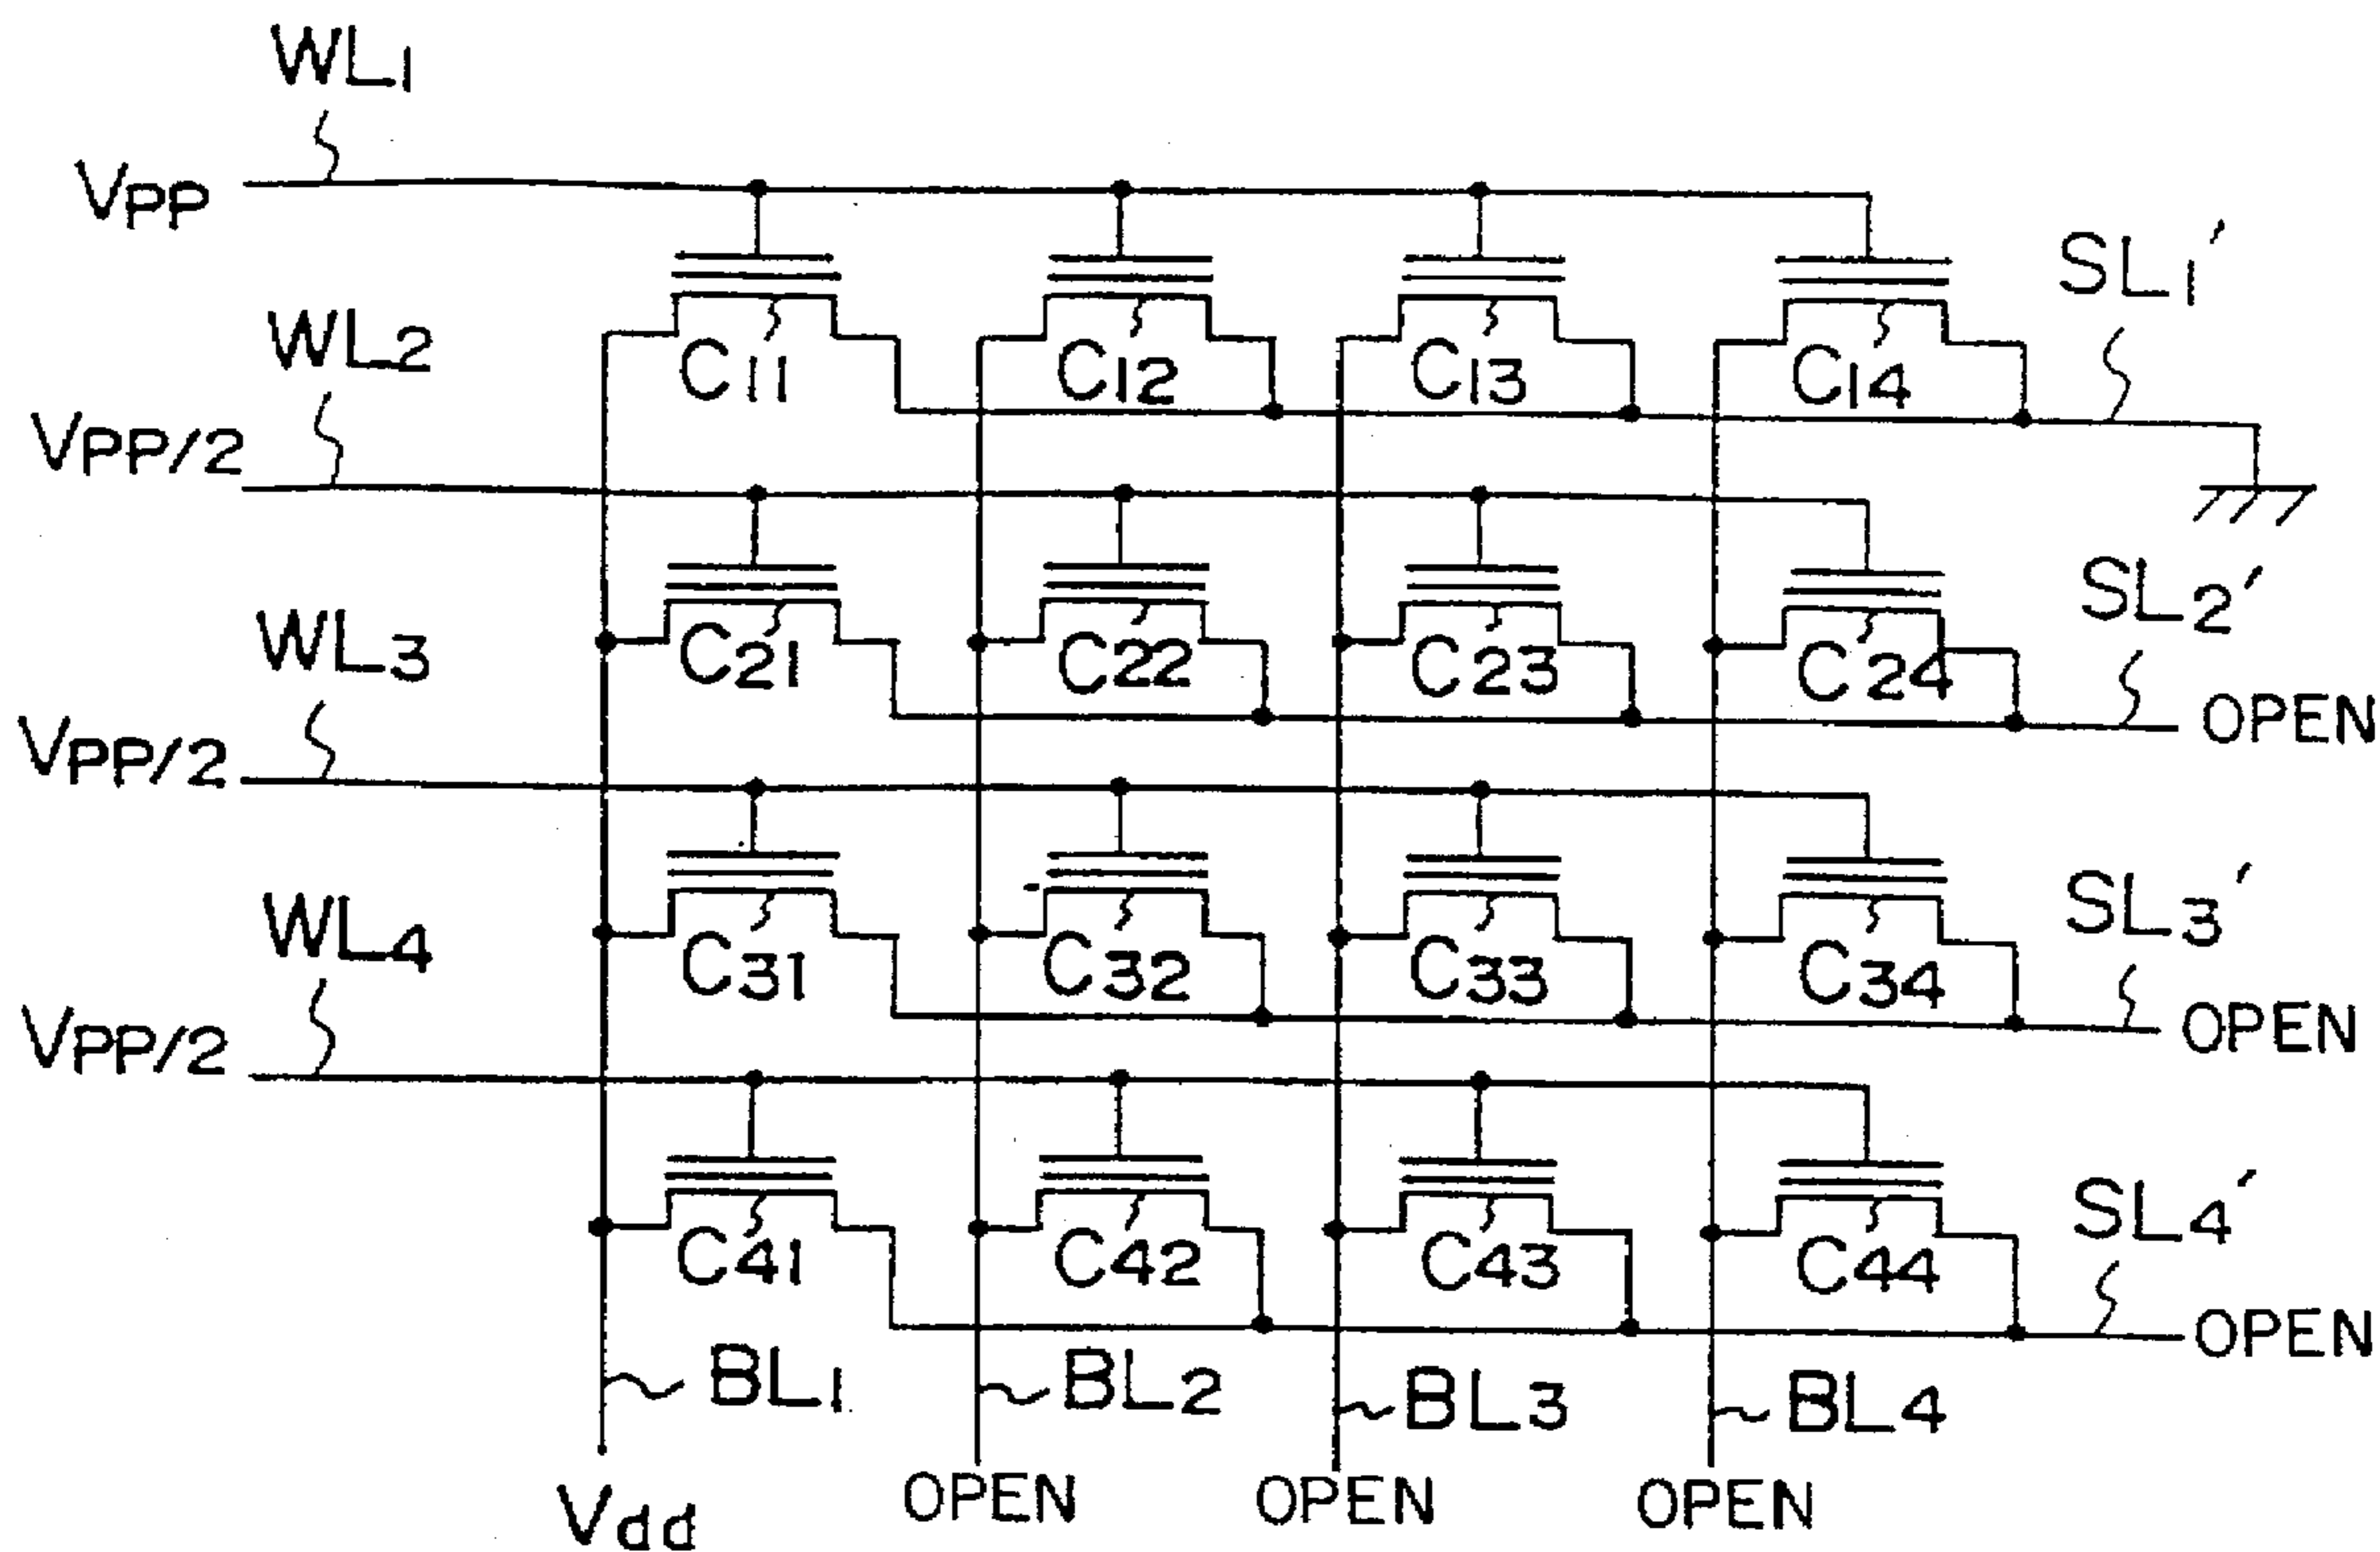 WL1
VPP
SL1'
C11 C12 C13 C14
WL2
VPP/2
SL2'
C21 C22 C23 C24
OPEN
WL3
VPP/2
SL3'
C31 C32 C33 C34
OPEN
WL4
VPP/2
SL4'
C41 C42 C43 C44
OPEN
BL1 BL2 BL3 BL4
Vdd OPEN OPEN OPEN